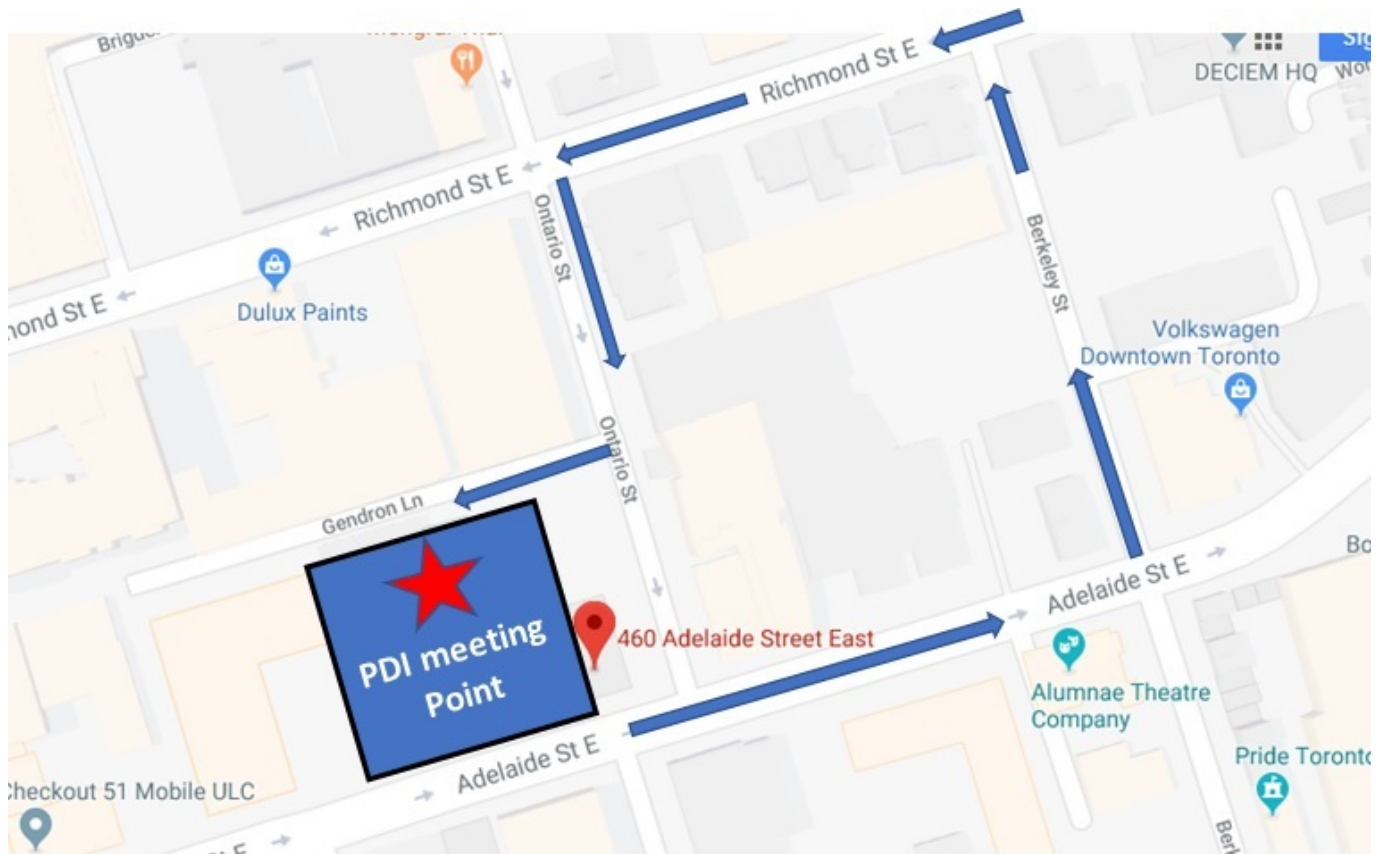 Richmond St E
DECIEM HQ
Richmond St E
Ontario St
Dulux Paints
Berkeley St
Volkswagen
Downtown Toronto
Ontario St
Gendron Ln
Adelaide St E
PDI meeting
Point
460 Adelaide Street East
Alumnae Theatre
Company
Adelaide St E
Pride Toronto
Checkout 51 Mobile ULC